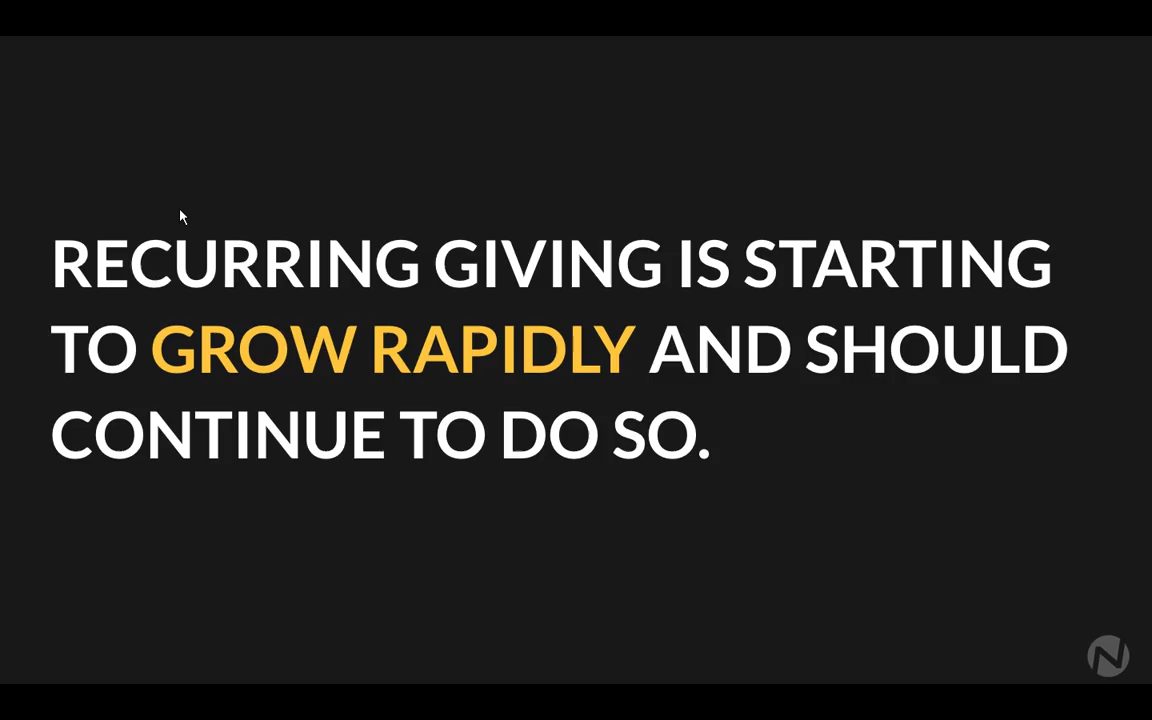 RECURRING GIVING IS STARTING
TO GROW RAPIDLY AND SHOULD
CONTINUE TO DO SO.
N